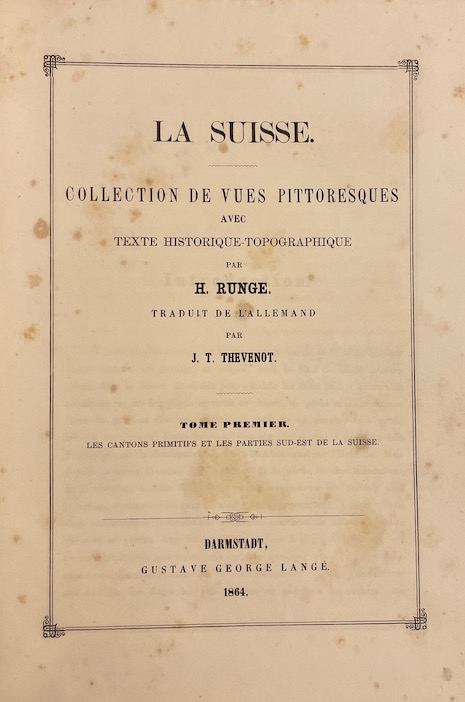 LA SUISSE.
COLLECTION DE VUES PITTORESQUES
AVEC
TEXTE HISTORIQUE-TOPOGRAPHIQUE
PAR
H. RUNGE.
TRADUIT DE L'ALLEMAND
PAR
J. T. THEVENOT.
TOME PREMIER.
LES CANTONS PRIMITIFS ET LES PARTIES SUD-EST DE LA SUISSE.
DARMSTADT,
GUSTAVE GEORGE LANGÉ.
1864.